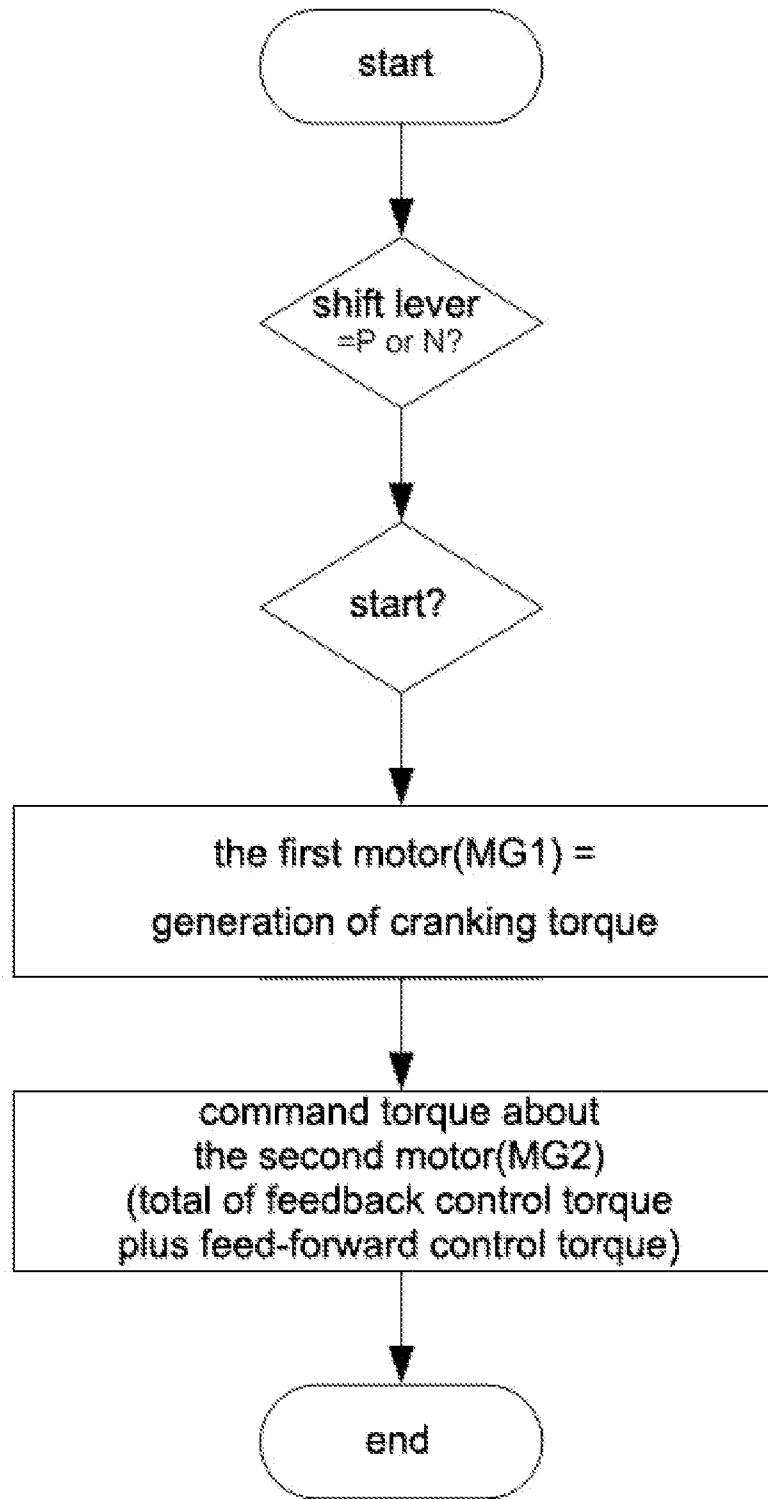 start
shift lever
=P or N?
start?
the first motor(MG1) =
generation of cranking torque
command torque about
the second motor(MG2)
(total of feedback control torque
plus feed-forward control torque)
end